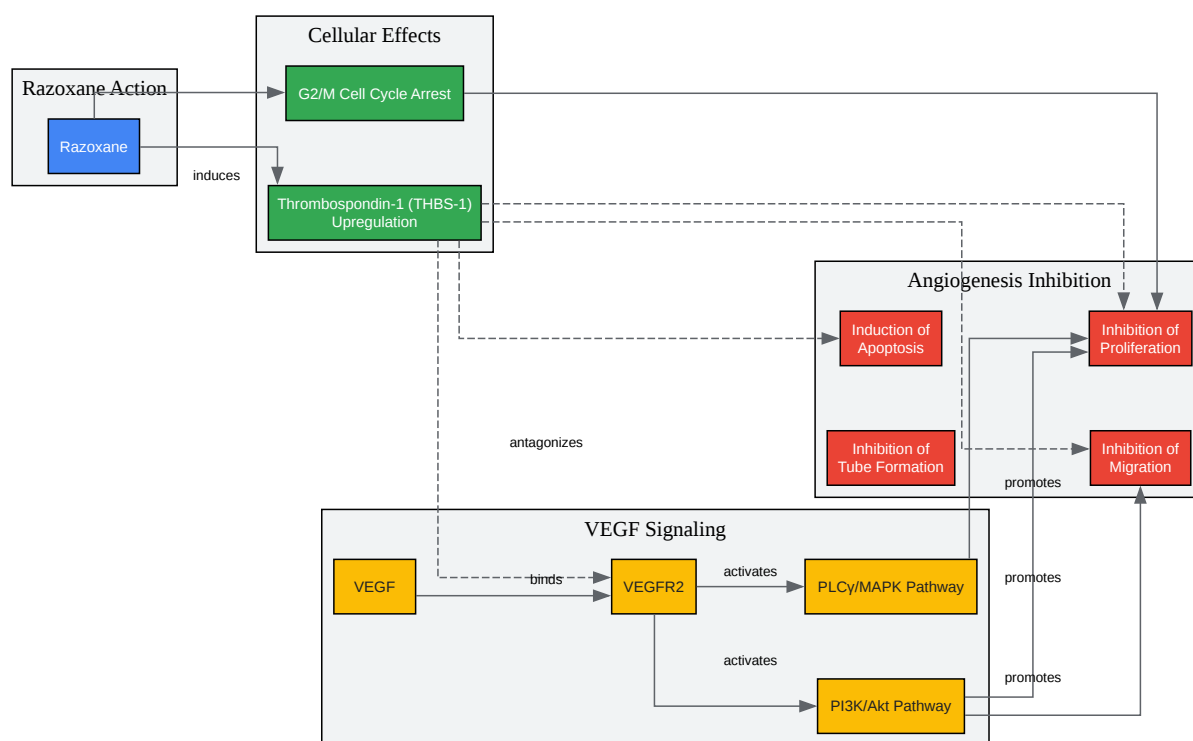 Cellular Effects
Razoxane Action
G2/M Cell Cycle Arrest
Razoxane
induces
Thrombospondin-1 (THBS-1)
Upregulation
Angiogenesis Inhibition
Induction of
Apoptosis
Inhibition of
Proliferation
antagonizes
Inhibition of
Tube Formation
Inhibition of
Migration
promotes
VEGF Signaling
VEGF
binds
VEGFR2
activates
PLCγ/MAPK Pathway
promotes
activates
PI3K/Akt Pathway
promotes